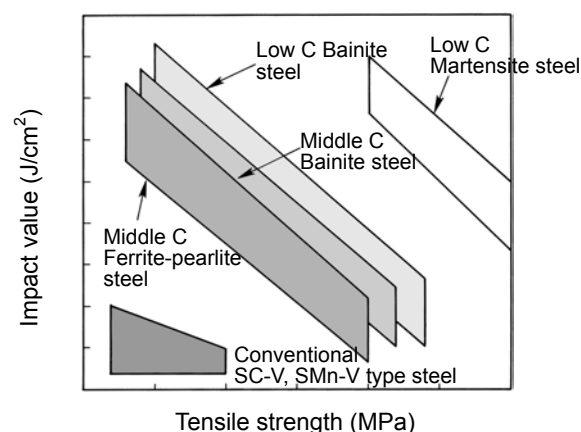 Low C Bainite
steel
Low C
Martensite steel
Middle C
Bainite steel
Middle C
Ferrite-pearlite
steel
Conventional
SC-V, SMn-V type steel
Impact value (J/cm²)
Tensile strength (MPa)